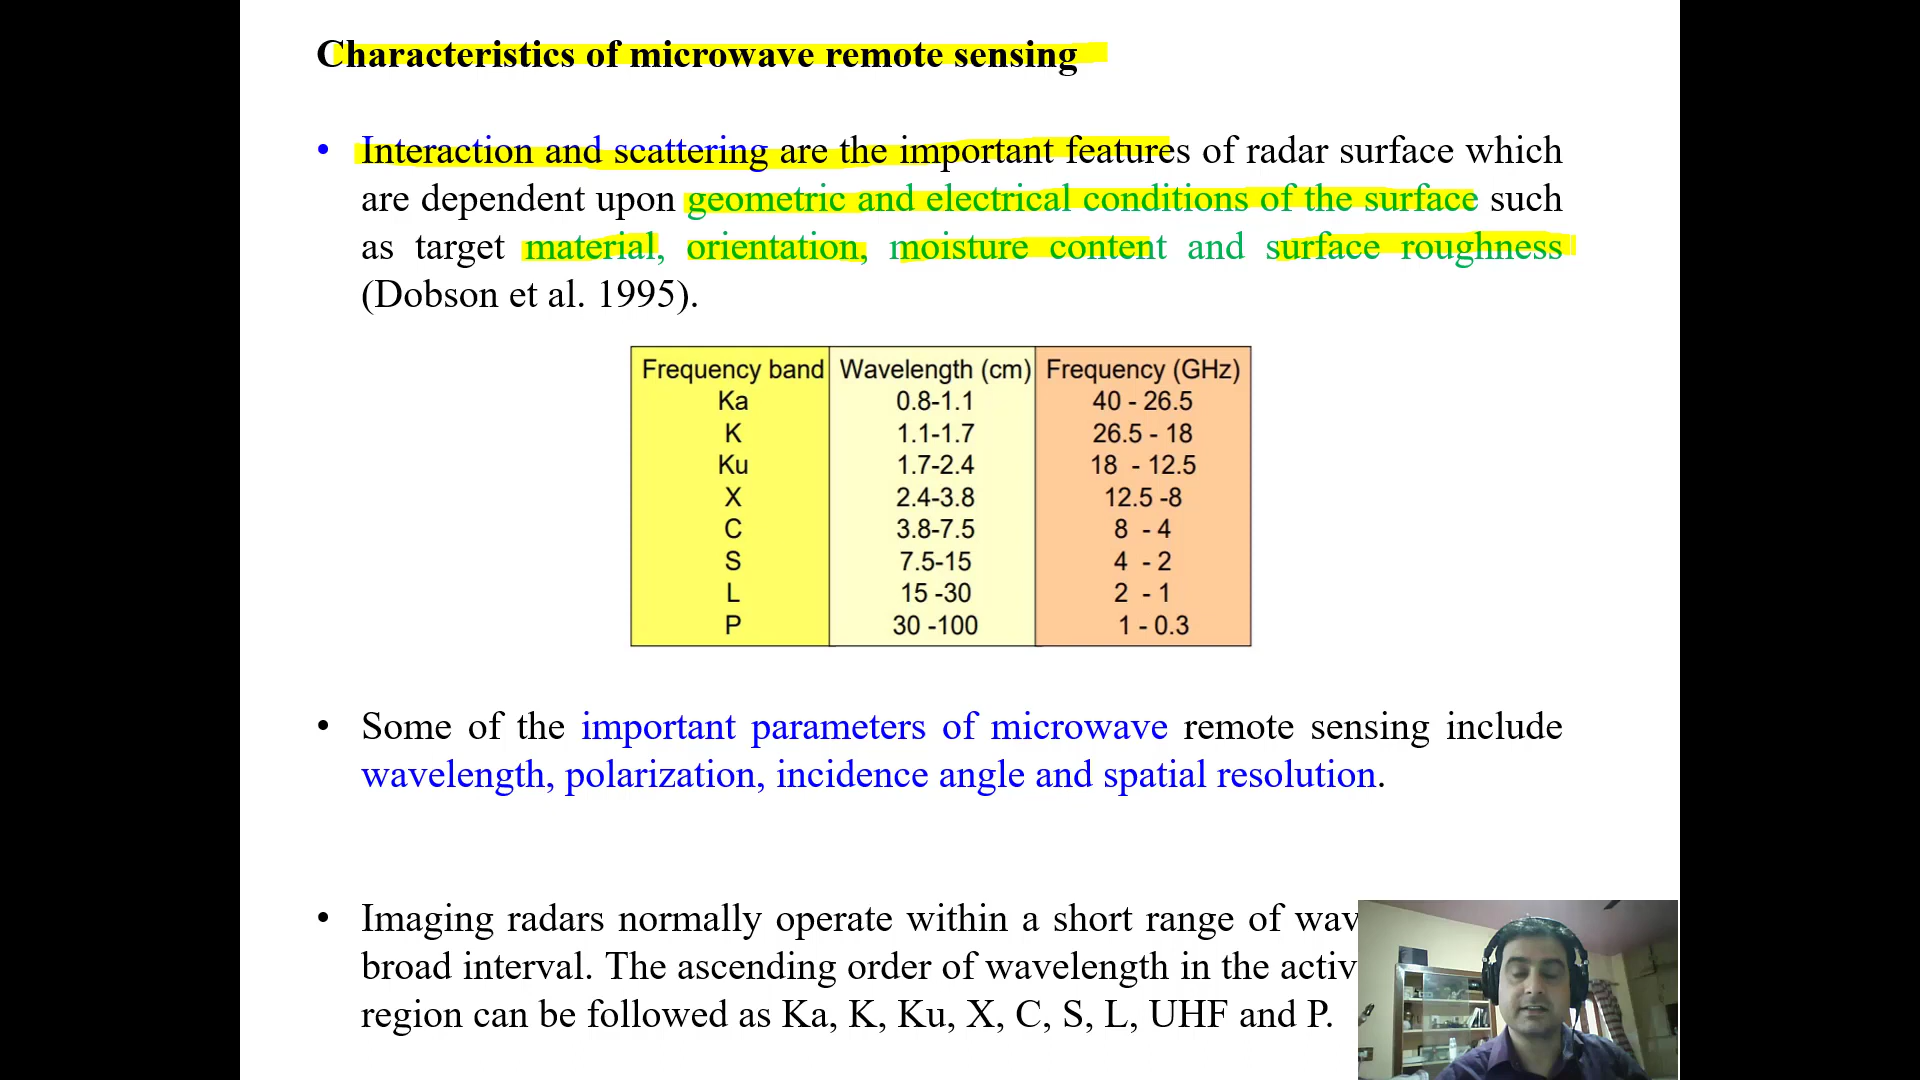 Characteristics of microwave remote sensing
• Interaction and scattering are the important features of radar surface which
are dependent upon geometric and electrical conditions of the surface such
as target material, orientation, moisture content and surface roughness
(Dobson et al. 1995).
Frequency band Wavelength (cm) Frequency (GHz)
Ka 0.8-1.1 40 - 26.5
K 1.1-1.7 26.5 - 18
Ku 1.7-2.4 18 - 12.5
X 2.4-3.8 12.5 -8
C 3.8-7.5 8 - 4
S 7.5-15 4 - 2
L 15 -30 2 - 1
P 30 -100 1 - 0.3
• Some of the important parameters of microwave remote sensing include
wavelength, polarization, incidence angle and spatial resolution.
• Imaging radars normally operate within a short range of
broad interval. The ascending order of wavelength in the
region can be followed as Ka, K, Ku, X, C, S, L, UHF and P.